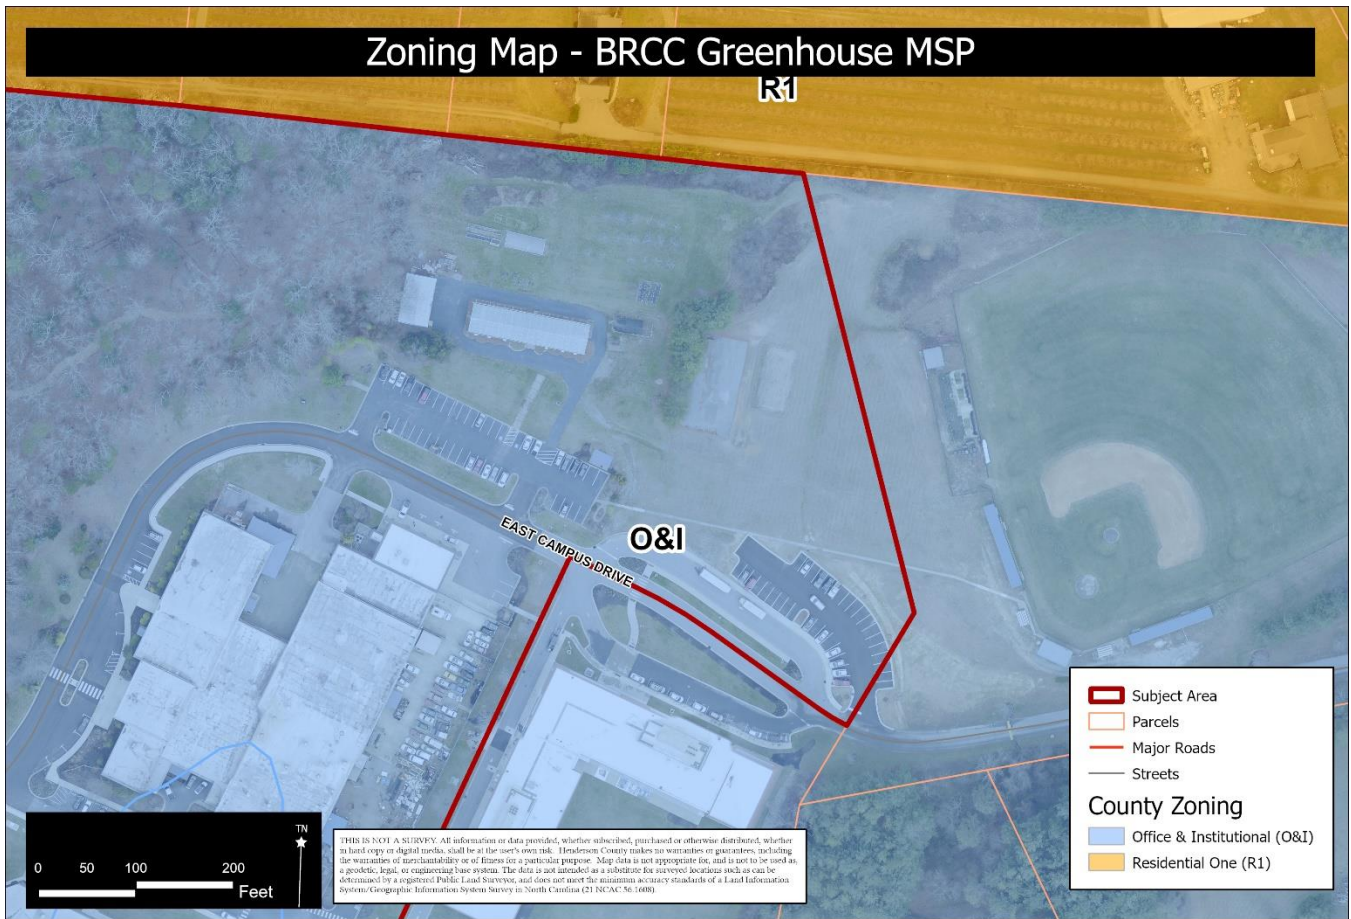 Zoning Map - BRCC Greenhouse MSP
R1
EAST CAMPUS DRIVE
O&I
Subject Area
Parcels
Major Roads
Streets
County Zoning
Office & Institutional (O&I)
Residential One (R1)
TN
0 50 100 200
Feet
THIS IS NOT A SURVEY. All information or data provided, whether subscribed, purchased or otherwise distributed, whether
in hard copy or digital media, shall be at the user's own risk. Henderson County makes no warranties or guarantees, including
the warranties of merchantability or of fitness for a particular purpose. Map data is not appropriate for, and is not to be used as,
a geodetic, legal, or engineering base system. The data is not intended as a substitute for surveyed locations such as can be
determined by a registered Public Land Surveyor, and does not meet the minimum accuracy standards of a Land Information
System/Geographic Information System Survey in North Carolina (21 NCAC 56.1608).